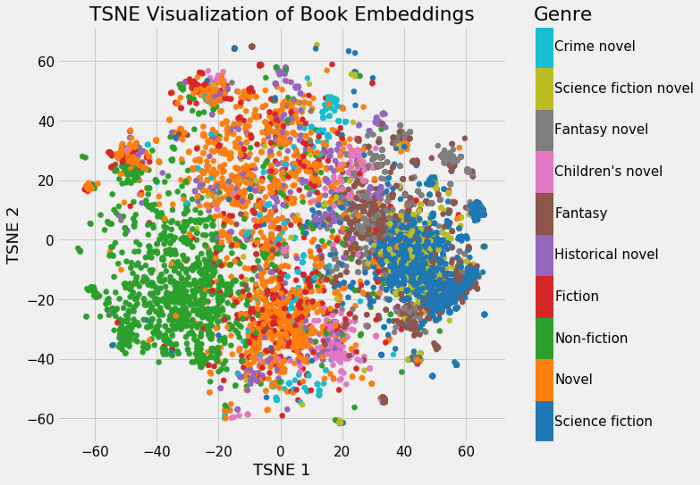 TSNE Visualization of Book Embeddings
Genre
Crime novel
Science fiction novel
Fantasy novel
Children's novel
Fantasy
Historical novel
Fiction
Non-fiction
Novel
Science fiction
TSNE 2
60
40
20
0
−20
−40
−60
−60 −40 −20 0 20 40 60
TSNE 1